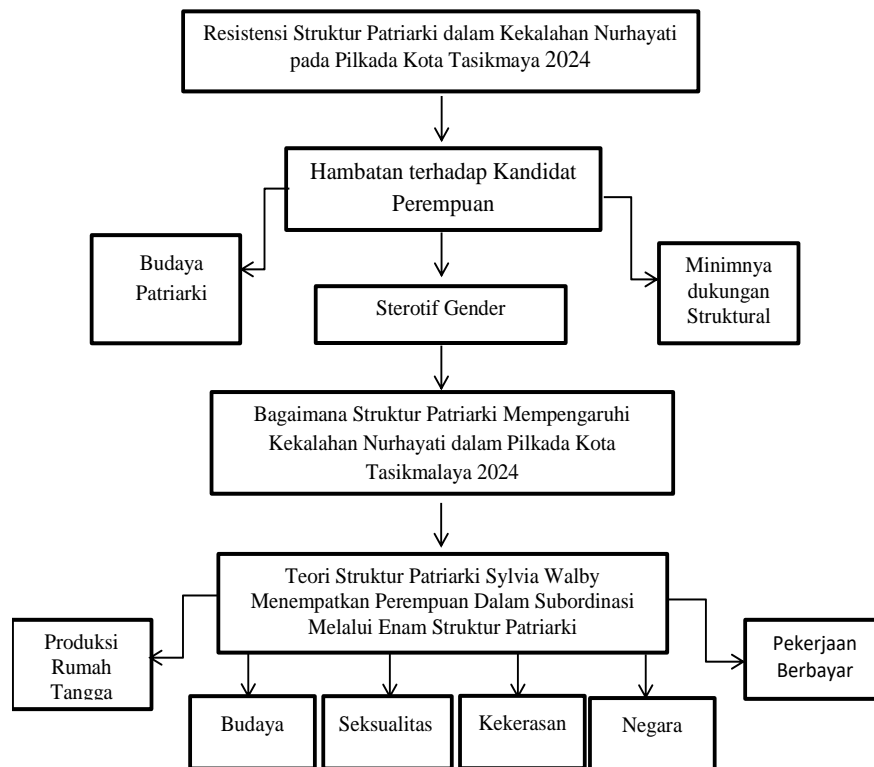 Resistensi Struktur Patriarki dalam Kekalahan Nurhayati
pada Pilkada Kota Tasikmaya 2024
Hambatan terhadap Kandidat
Perempuan
Budaya
Patriarki
Minimnya
dukungan
Struktural
Sterotif Gender
Bagaimana Struktur Patriarki Mempengaruhi
Kekalahan Nurhayati dalam Pilkada Kota
Tasikmalaya 2024
Teori Struktur Patriarki Sylvia Walby
Menempatkan Perempuan Dalam Subordinasi
Melalui Enam Struktur Patriarki
Produksi
Rumah
Tangga
Pekerjaan
Berbayar
Budaya
Seksualitas
Kekerasan
Negara